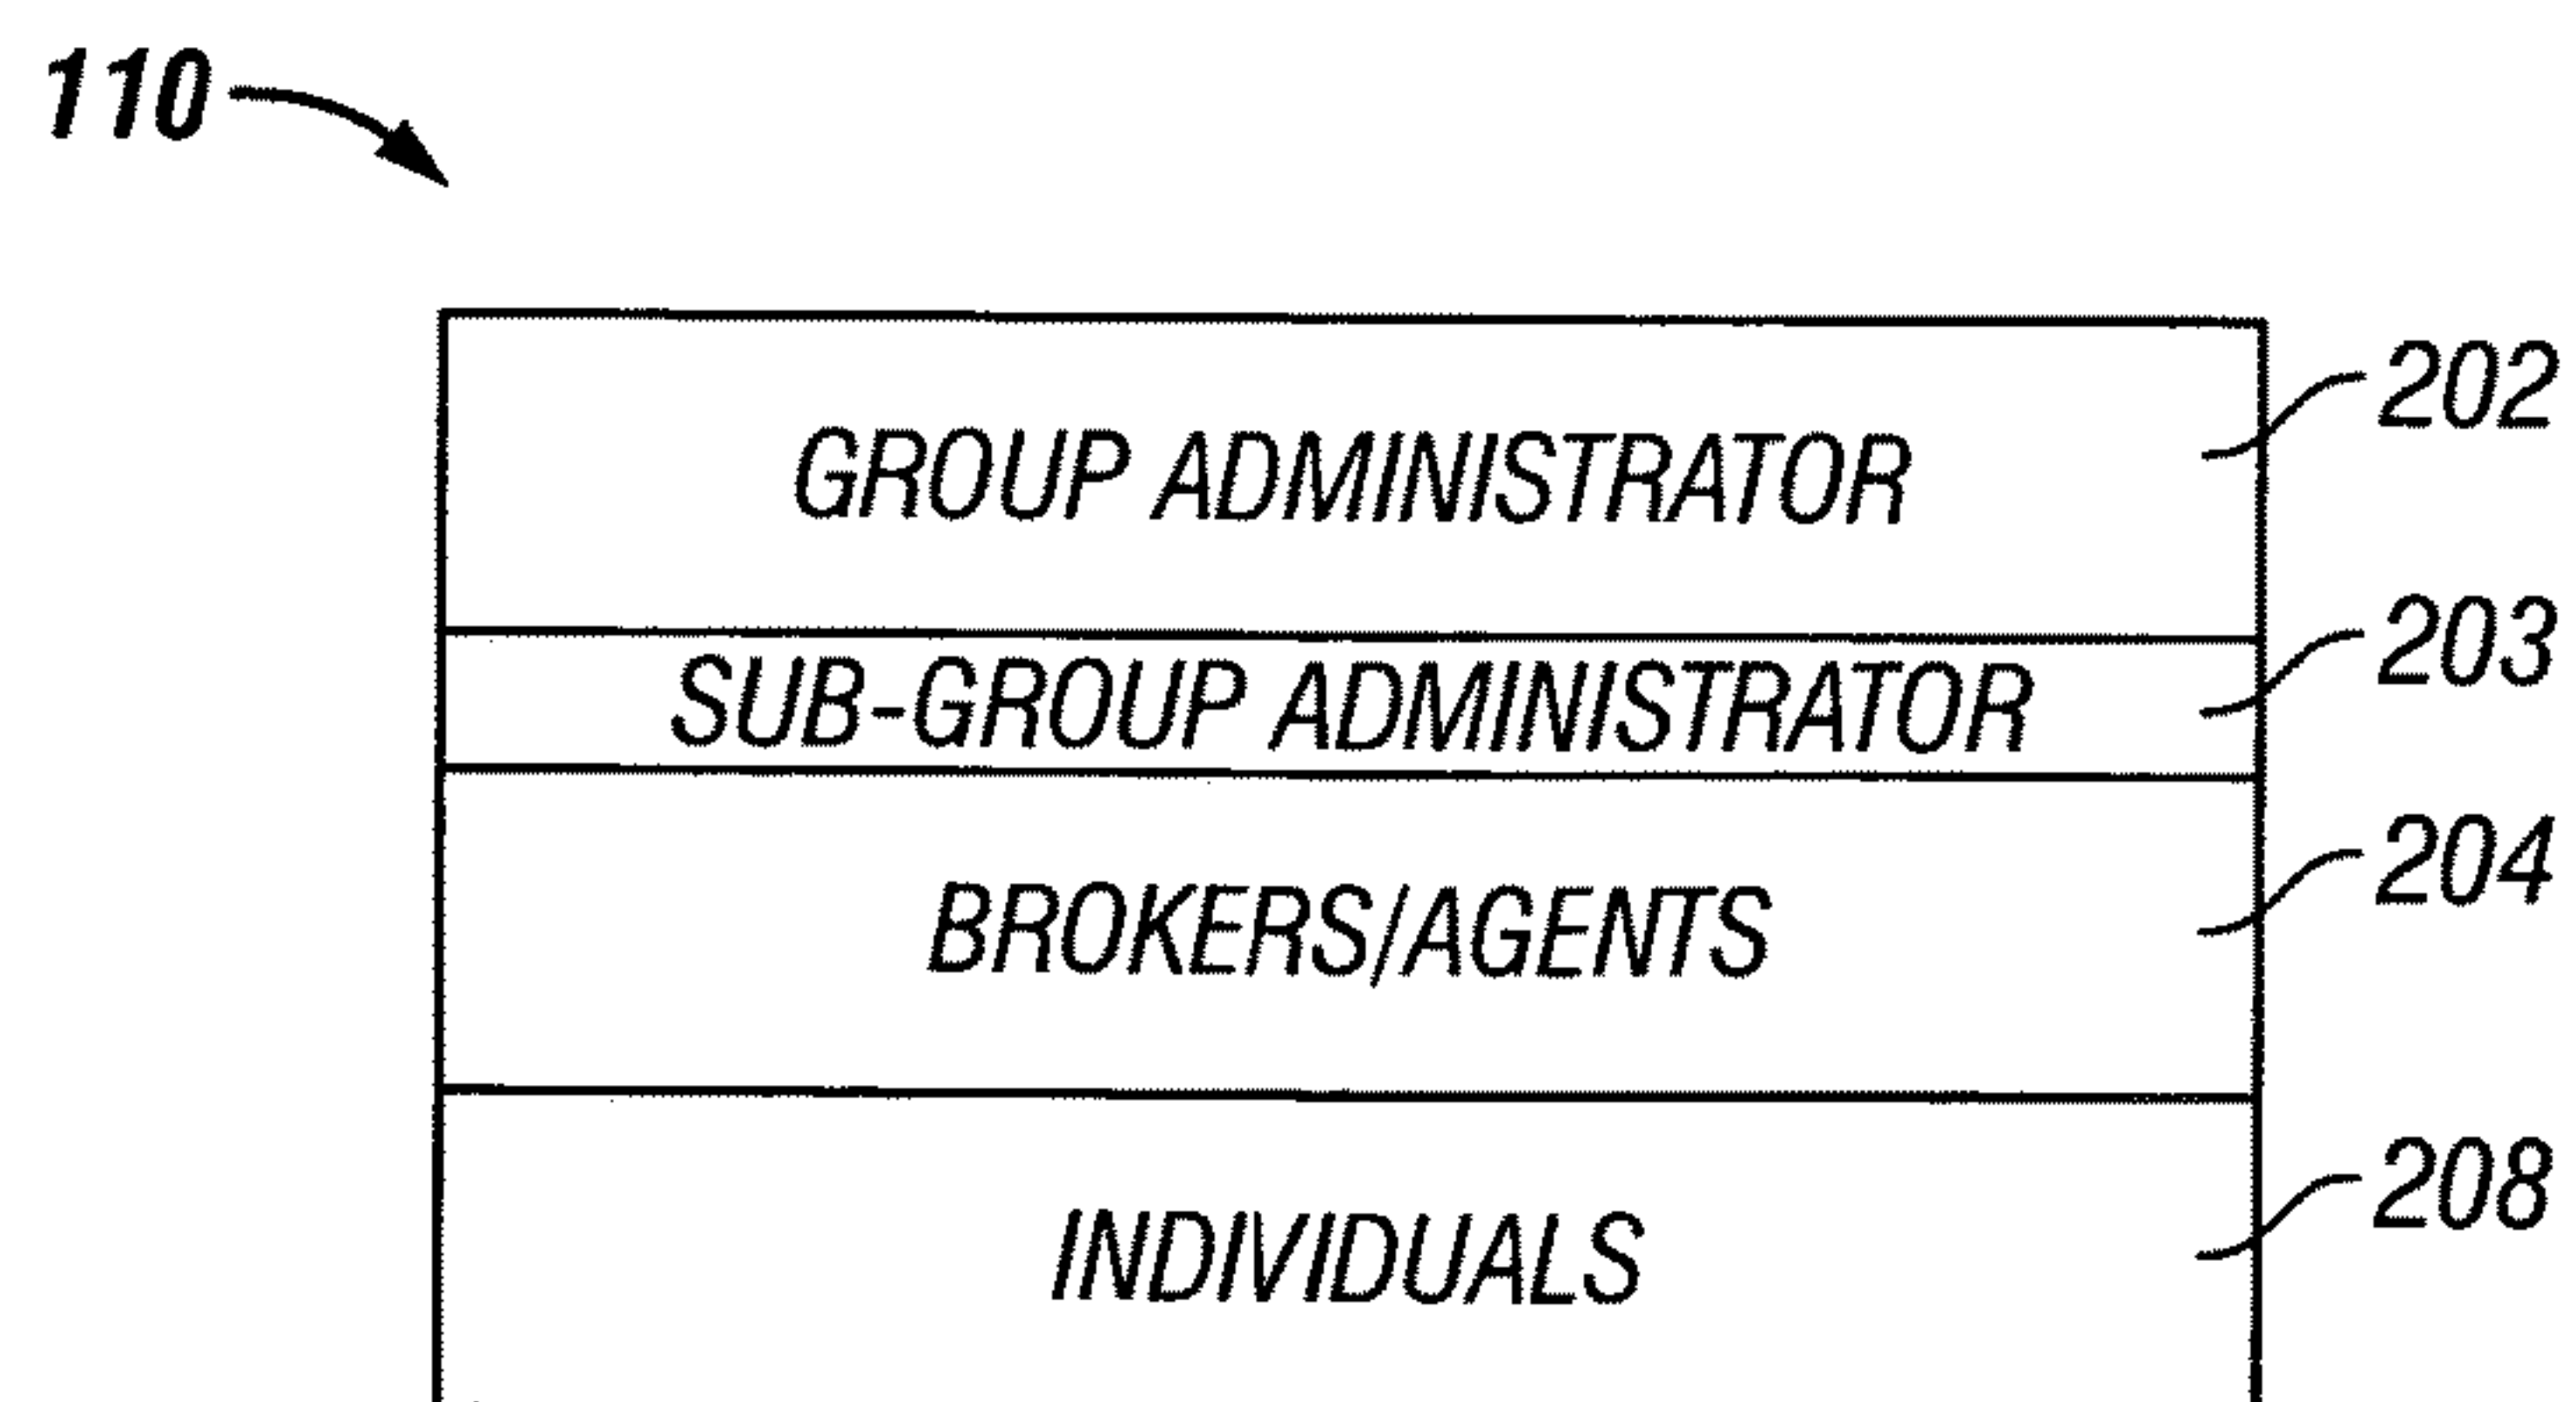 110
GROUP ADMINISTRATOR
202
SUB-GROUP ADMINISTRATOR
203
BROKERS/AGENTS
204
INDIVIDUALS
208